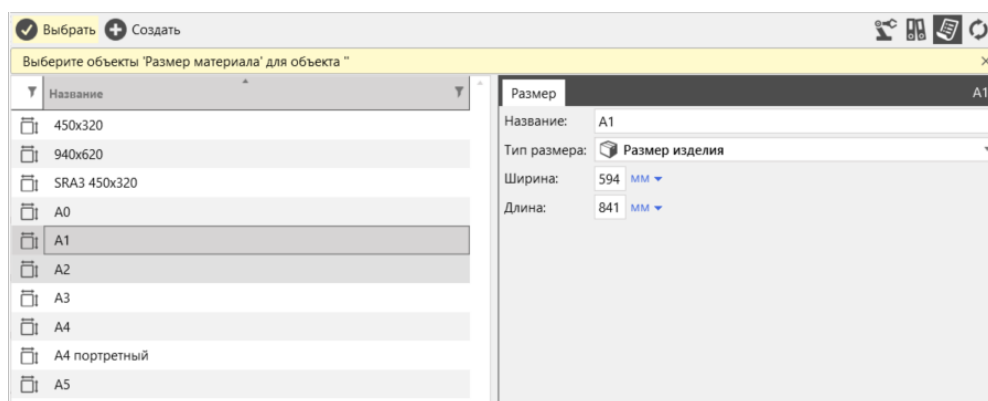 Выбрать Создать
Выберите объекты 'Размер материала' для объекта ''
Название
450x320
940x620
SRA3 450x320
A0
A1
A2
A3
A4
A4 портретный
A5
Размер A1
Название: A1
Тип размера: Размер изделия
Ширина: 594 мм
Длина: 841 мм